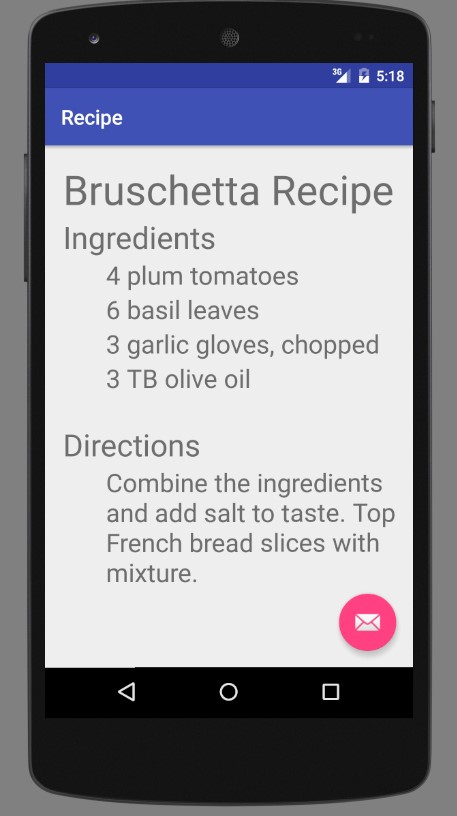 3G 5:18
Recipe
Bruschetta Recipe
Ingredients
4 plum tomatoes
6 basil leaves
3 garlic gloves, chopped
3 TB olive oil
Directions
Combine the ingredients
and add salt to taste. Top
French bread slices with
mixture.